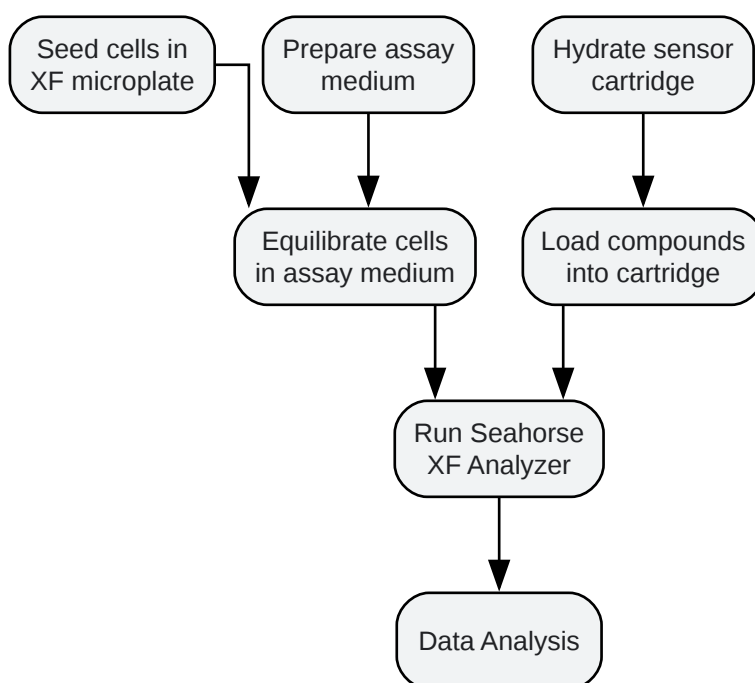 Seed cells in
XF microplate
Prepare assay
medium
Hydrate sensor
cartridge
Equilibrate cells
in assay medium
Load compounds
into cartridge
Run Seahorse
XF Analyzer
Data Analysis